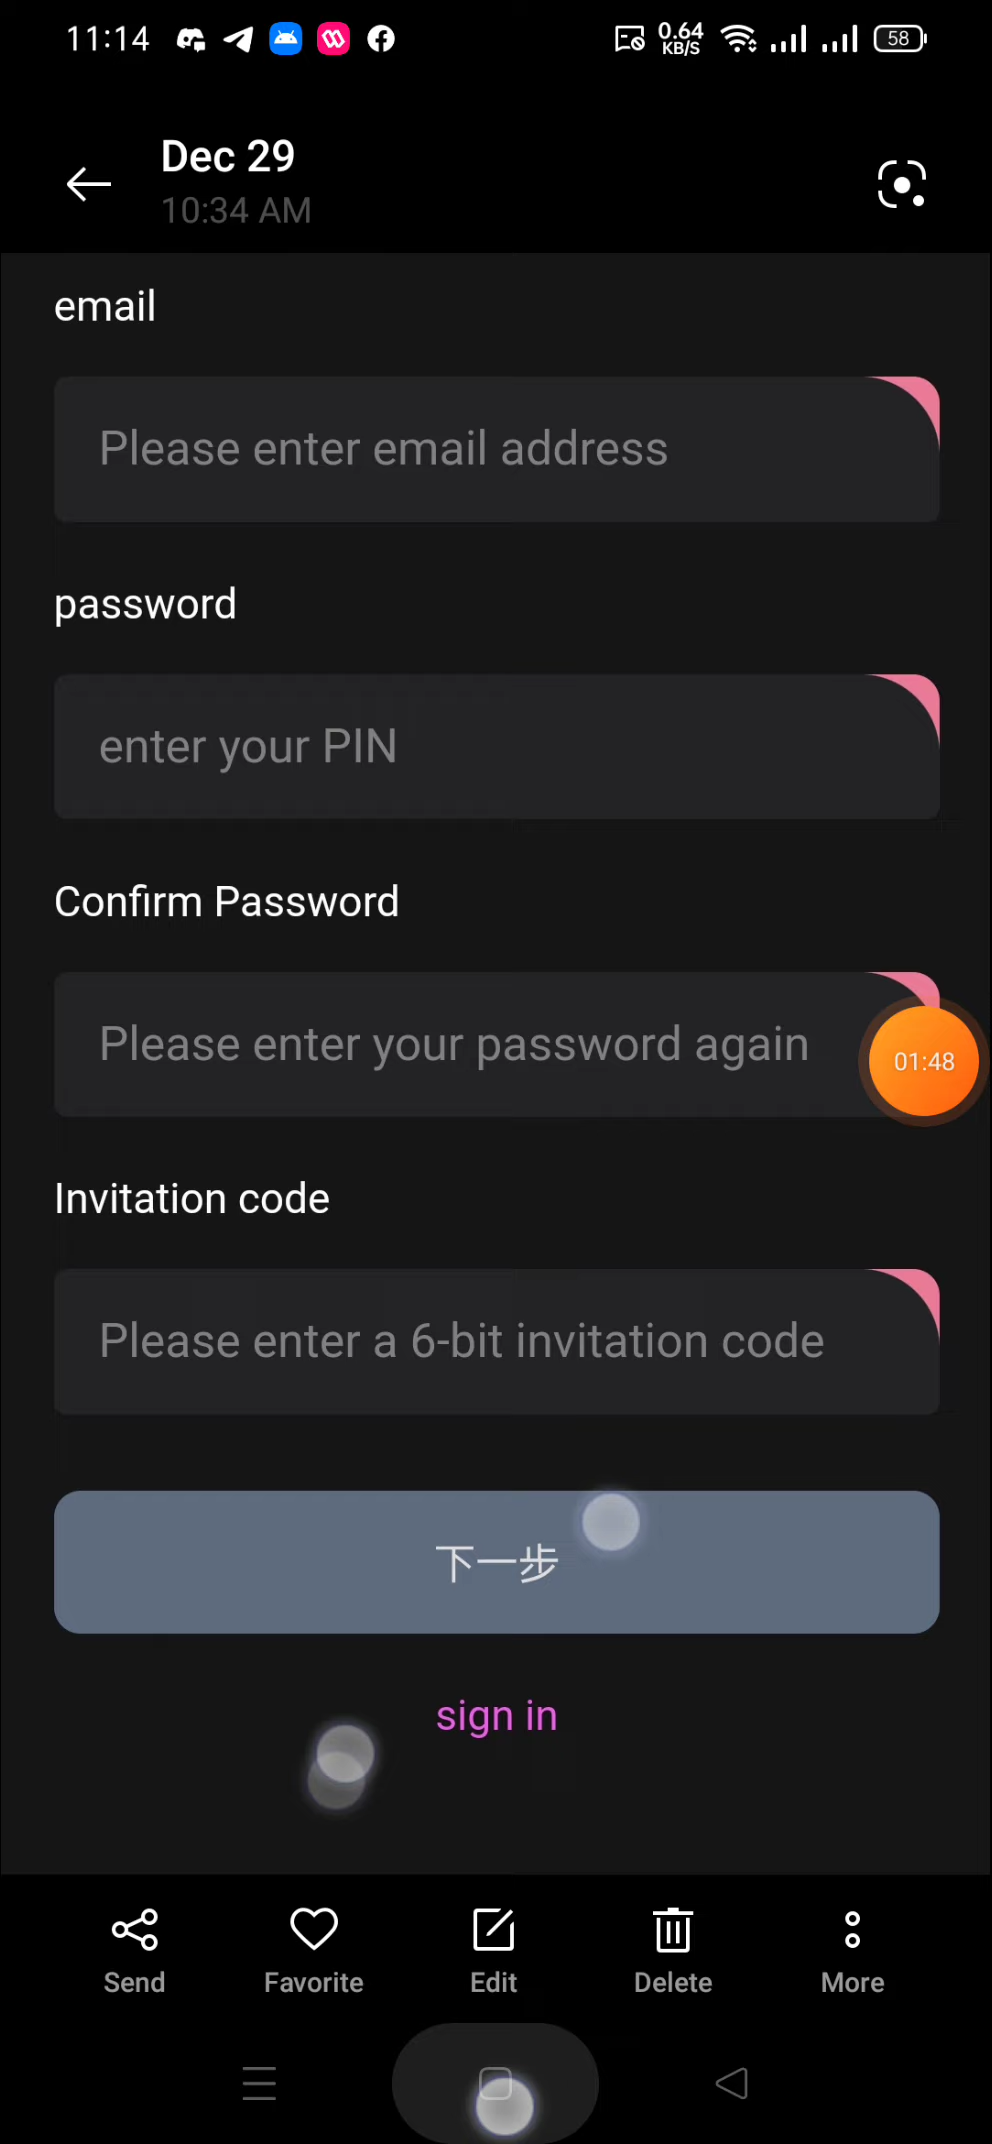 11:14
0.64
KB/S
58
Dec 29
10:34 AM
email
Please enter email address
password
enter your PIN
Confirm Password
Please enter your password again
01:48
Invitation code
Please enter a 6-bit invitation code
下一步
sign in
Send
Favorite
Edit
Delete
More